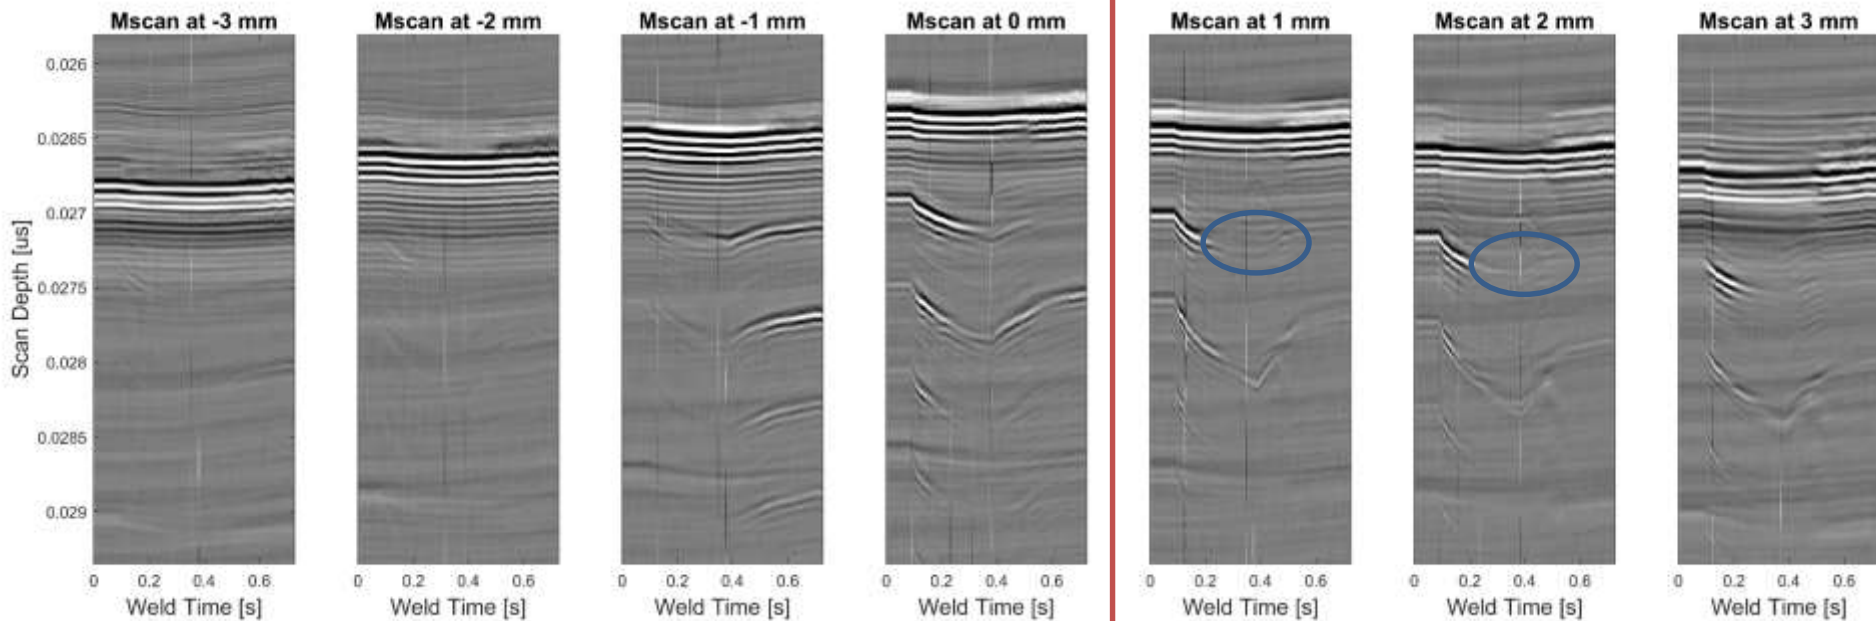 Mscan at -3 mm
Mscan at -2 mm
Mscan at -1 mm
Mscan at 0 mm
Mscan at 1 mm
Mscan at 2 mm
Mscan at 3 mm
Scan Depth [us]
0.026
0.0265
0.027
0.0275
0.028
0.0285
0.029
0 0.2 0.4 0.6
0 0.2 0.4 0.6
0 0.2 0.4 0.6
0 0.2 0.4 0.6
0 0.2 0.4 0.6
0 0.2 0.4 0.6
0 0.2 0.4 0.6
Weld Time [s]
Weld Time [s]
Weld Time [s]
Weld Time [s]
Weld Time [s]
Weld Time [s]
Weld Time [s]